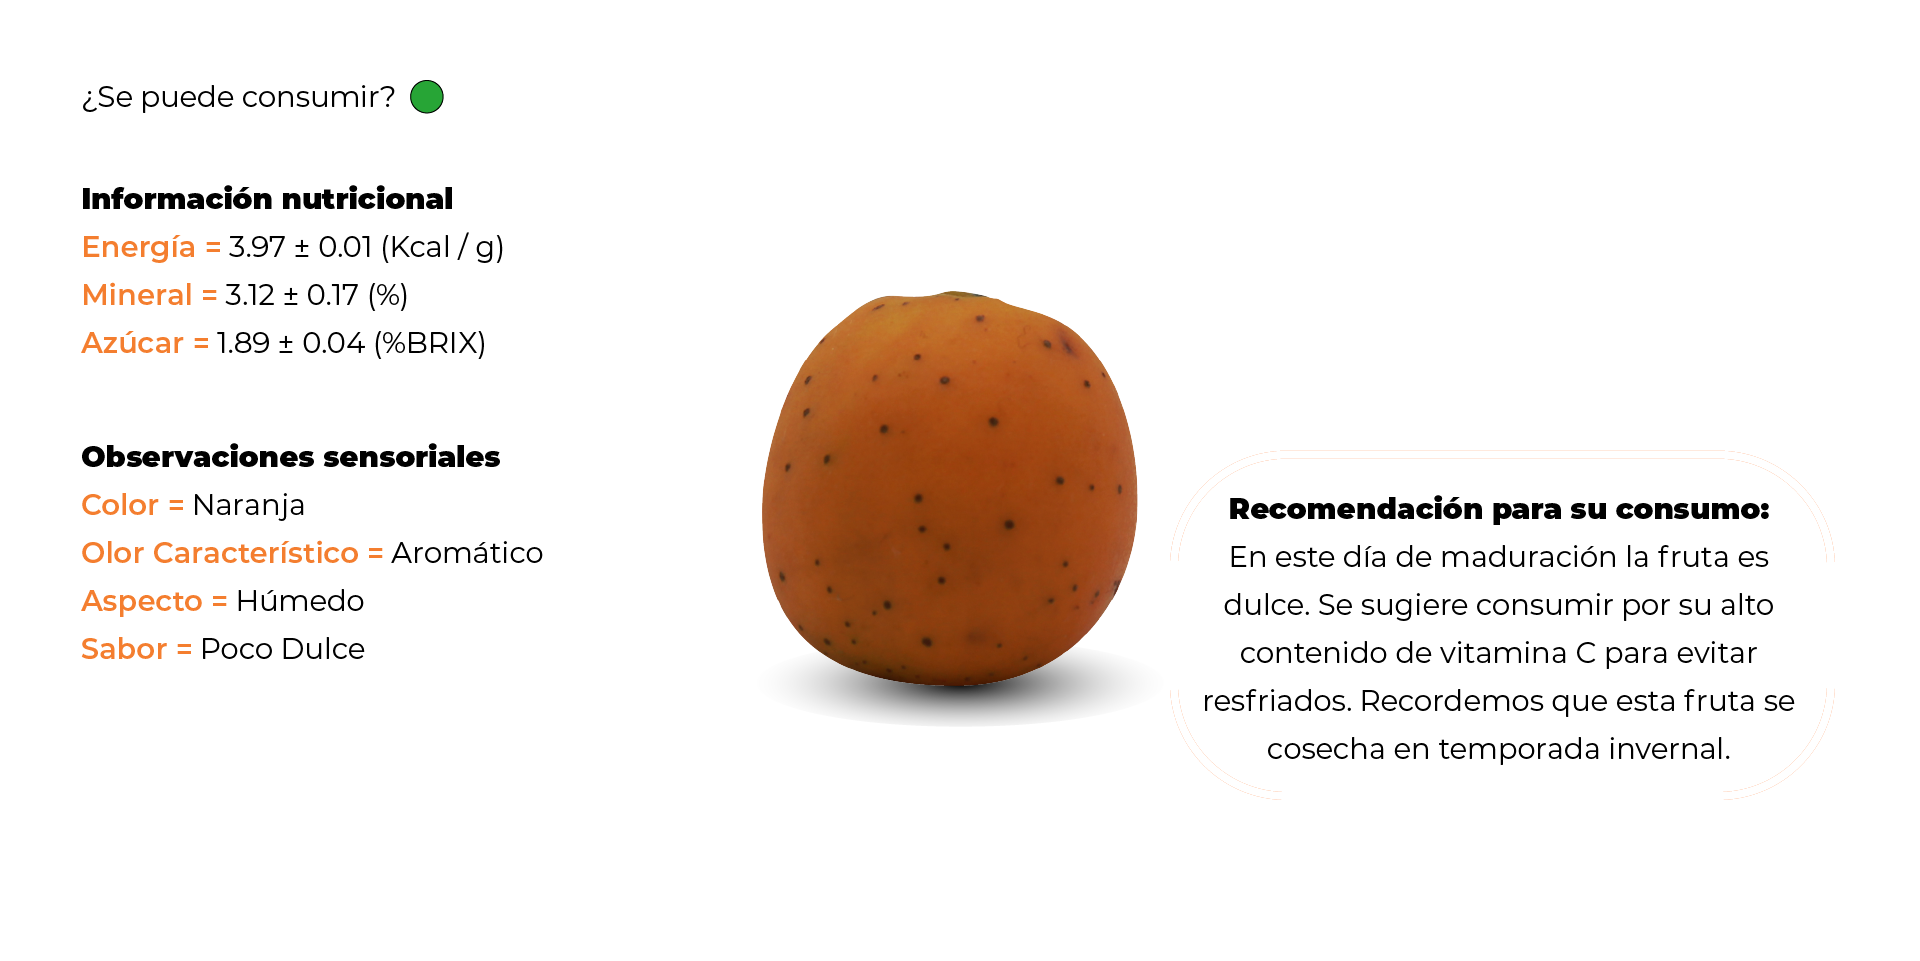 ¿Se puede consumir?
Información nutricional
Energía = 3.97 ± 0.01 (Kcal / g)
Mineral = 3.12 ± 0.17 (%)
Azúcar = 1.89 ± 0.04 (%BRIX)
Observaciones sensoriales
Color = Naranja
Olor Característico = Aromático
Aspecto = Húmedo
Sabor = Poco Dulce
Recomendación para su consumo:
En este día de maduración la fruta es
dulce. Se sugiere consumir por su alto
contenido de vitamina C para evitar
resfriados. Recordemos que esta fruta se
cosecha en temporada invernal.